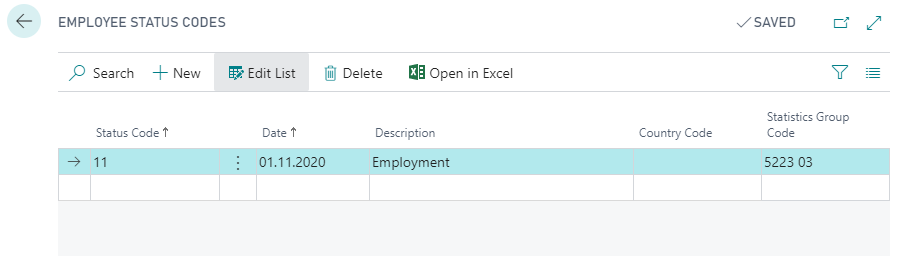 EMPLOYEE STATUS CODES
SAVED
Search
New
Edit List
Delete
Open in Excel
Status Code ↑
Date ↑
Description
Country Code
Statistics Group
Code
11
01.11.2020
Employment
5223 03